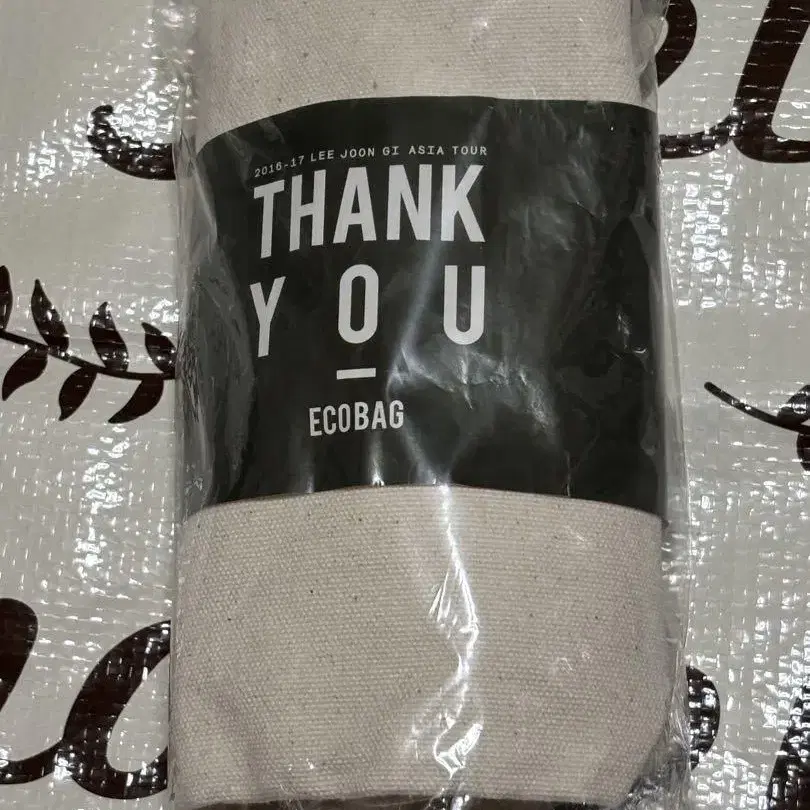 2016-17 LEE JOON GI ASIA TOUR
THANK
YOU
ECOBAG